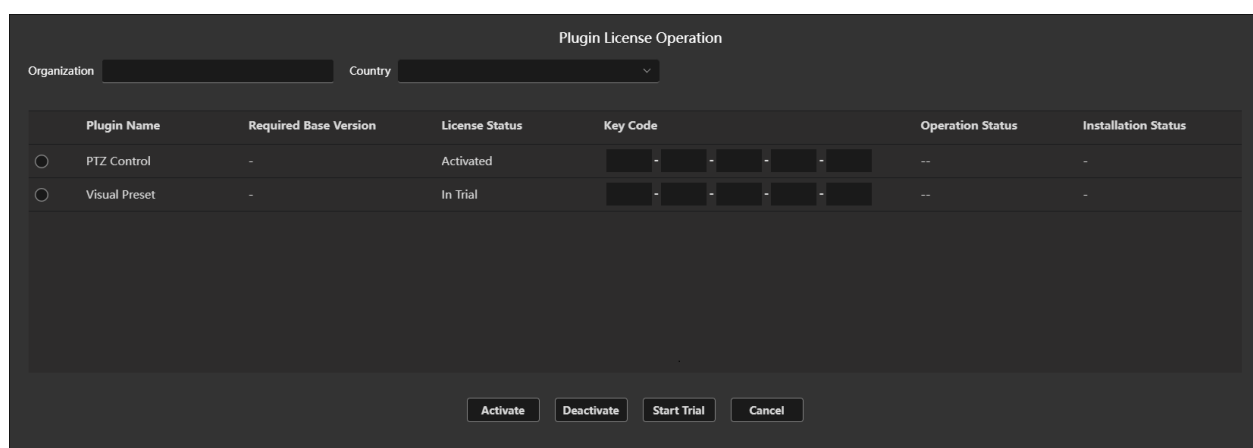 Plugin License Operation
Organization Country
Plugin Name Required Base Version License Status Key Code Operation Status Installation Status
PTZ Control - Activated - - - - -- -
Visual Preset - In Trial - - - - -- -
Activate Deactivate Start Trial Cancel